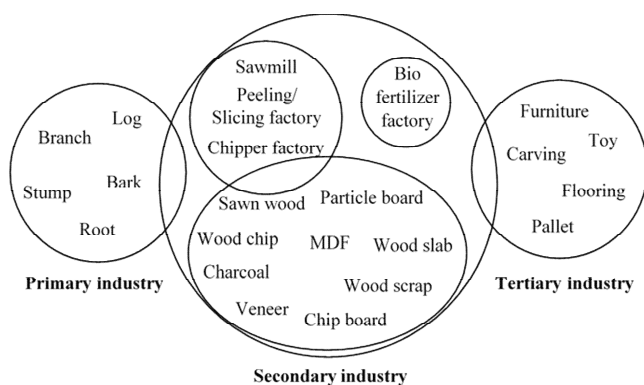 Sawmill
Peeling/
Slicing factory
Chipper factory
Bio
fertilizer
factory
Log
Branch
Bark
Stump
Root
Primary industry
Furniture
Toy
Carving
Flooring
Pallet
Tertiary industry
Sawn wood
Particle board
Wood chip
MDF
Wood slab
Charcoal
Wood scrap
Veneer
Chip board
Secondary industry